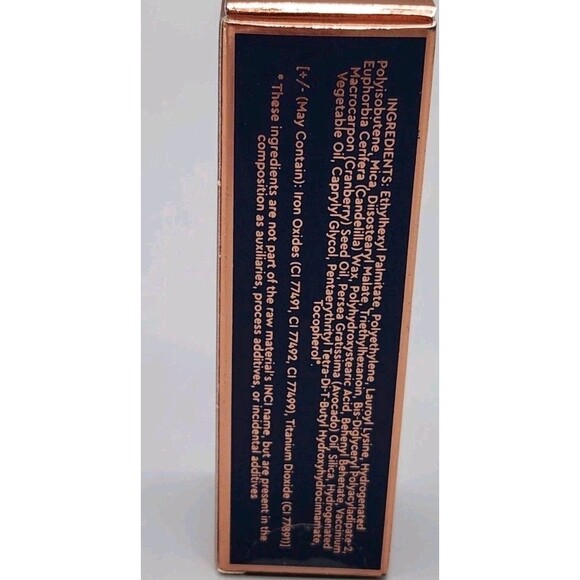 INGREDIENTS: Ethylhexyl Palmitate, Polyethylene, Lauroyl Lysine, Hydrogenated
Polyisobutene, Mica, Diisostearyl Malate, Triethylhexanoin, Bis-Diglyceryl Polyacyladipate-2,
Euphorbia Cerifera (Candelilla) Wax, Polyhydroxystearic Acid, Behenyl Behenate, Vaccinium
Macrocarpon (Cranberry) Seed Oil, Persea Gratissima (Avocado) Oil, Silica, Hydrogenated
Vegetable Oil, Caprylyl Glycol, Pentaerythrityl Tetra-Di-T-Butyl Hydroxyhydrocinnamate,
Tocopherol*.
[+/- (May Contain): Iron Oxides (CI 77491, CI 77492, CI 77499), Titanium Dioxide (CI 77891)]
* These ingredients are not part of the raw material's INCI name, but are present in the
composition as auxiliaries, process additives, or incidental additives